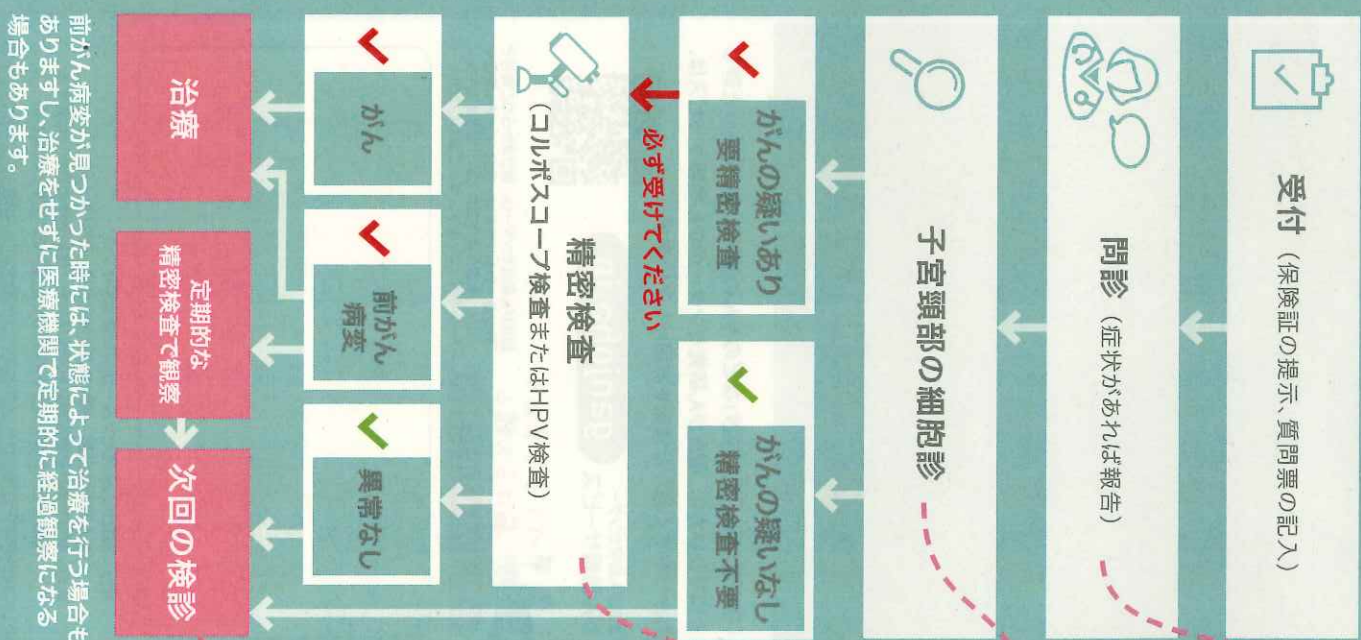 受付（保険証の提示、質問票の記入）
問診（症状があれば報告）
子宮頸部の細胞診
がんの疑いあり
要精密検査
がんの疑いなし
精密検査不要
必ず受けてください
精密検査
（コルポスコープ検査またはHPV検査）
がん
前がん
病変
異常なし
治療
定期的な
精密検査で観察
次回の検診
前がん病変が見つかった時には、状態によって治療を行う場合も
ありますし、治療をせずに医療機関で定期的に経過観察になる
場合もあります。